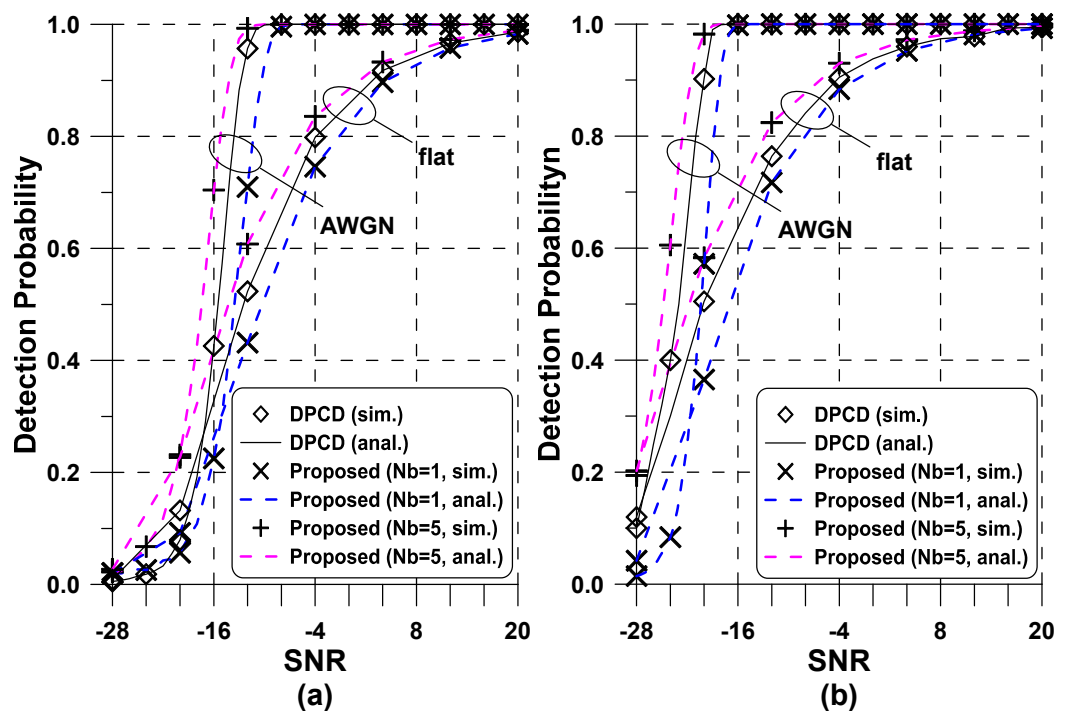 Detection Probability
1.0
0.8
0.6
0.4
0.2
0.0
flat
AWGN
DPCD (sim.)
DPCD (anal.)
Proposed (Nb=1, sim.)
Proposed (Nb=1, anal.)
Proposed (Nb=5, sim.)
Proposed (Nb=5, anal.)
-28 -16 -4 8 20
SNR
(a)
Detection Probabilityn
1.0
0.8
0.6
0.4
0.2
0.0
flat
AWGN
DPCD (sim.)
DPCD (anal.)
Proposed (Nb=1, sim.)
Proposed (Nb=1, anal.)
Proposed (Nb=5, sim.)
Proposed (Nb=5, anal.)
-28 -16 -4 8 20
SNR
(b)